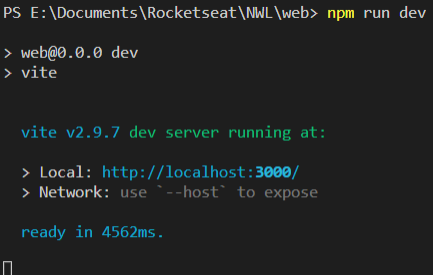 PS E:\Documents\Rocketseat\NWL\web> npm run dev
> web@0.0.0 dev
> vite
vite v2.9.7 dev server running at:
> Local: http://localhost:3000/
> Network: use `--host` to expose
ready in 4562ms.